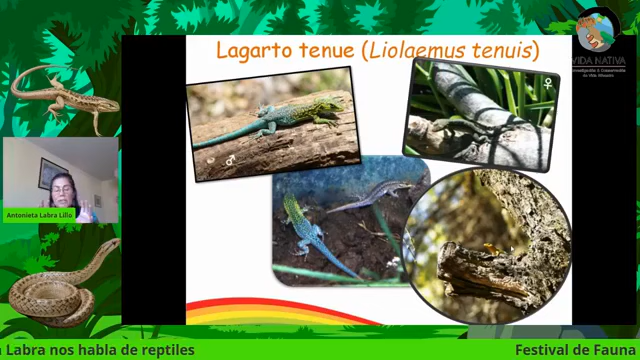 Lagarto tenue (Liolaemus tenuis)
♀
♂
VIDA NATIVA
Antonieta Labra Lillo
Labra nos habla de reptiles
Festival de Fauna